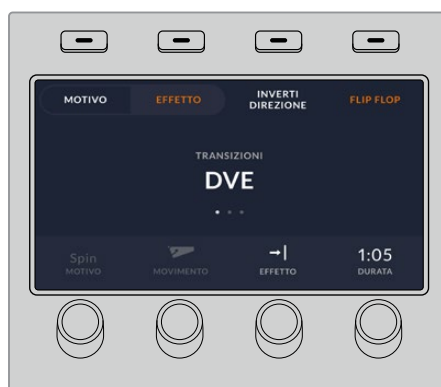 MOTIVO EFFETTO INVERTI DIREZIONE FLIP FLOP
TRANSIZIONI
DVE
Spin 1:05
MOTIVO MOVIMENTO EFFETTO DURATA